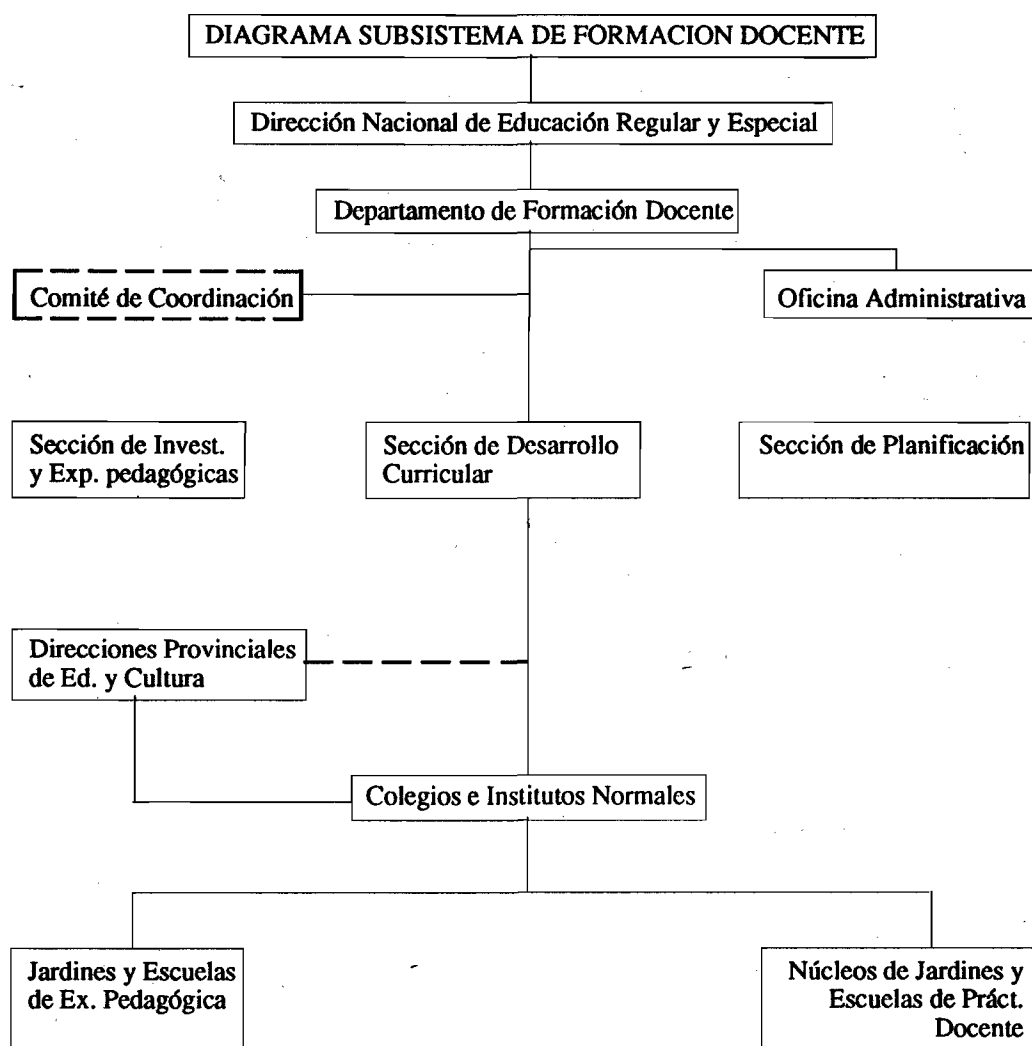 DIAGRAMA SUBSISTEMA DE FORMACION DOCENTE
Dirección Nacional de Educación Regular y Especial
Departamento de Formación Docente
Comité de Coordinación
Oficina Administrativa
Sección de Invest.
y Exp. pedagógicas
Sección de Desarrollo
Curricular
Sección de Planificación
Direcciones Provinciales
de Ed. y Cultura
Colegios e Institutos Normales
Jardines y Escuelas
de Ex. Pedagógica
Núcleos de Jardines y
Escuelas de Práct.
Docente